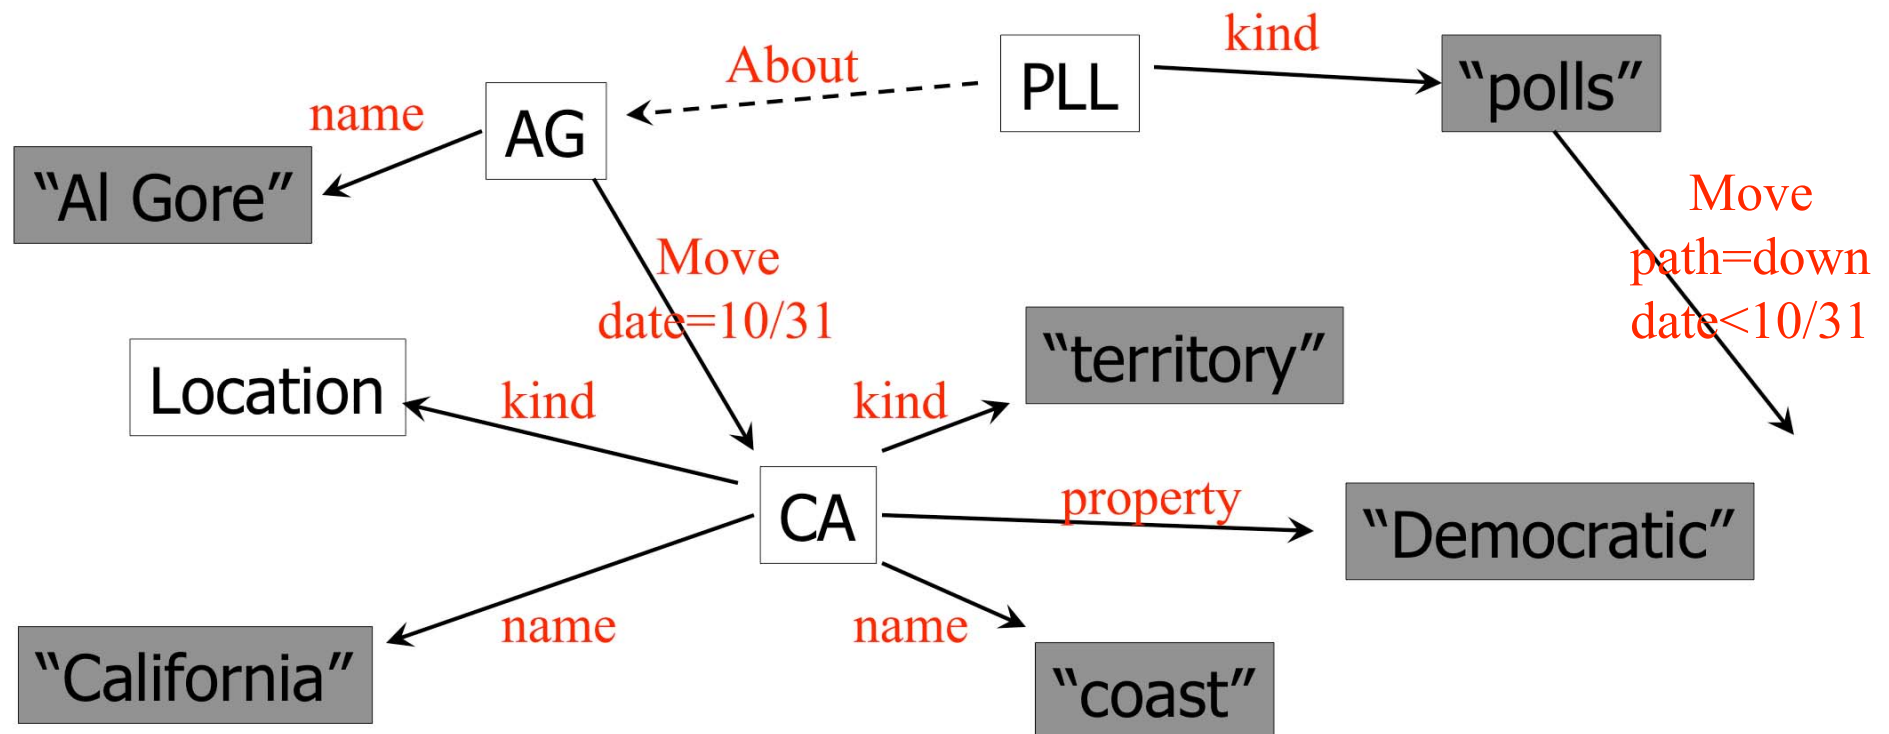 kind
About
PLL
“polls”
name
AG
“Al Gore”
Move
path=down
date<10/31
Move
date=10/31
“territory”
Location
kind
kind
property
CA
“Democratic”
name
name
“California”
“coast”